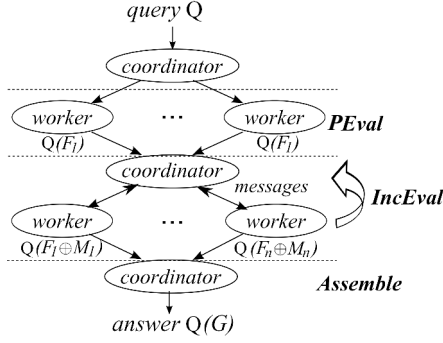 query Q
coordinator
worker ... worker
Q(F1) Q(F1)
PEval
coordinator
messages
IncEval
worker ... worker
Q(F1⊕M1) Q(Fn⊕Mn)
coordinator
Assemble
answer Q(G)